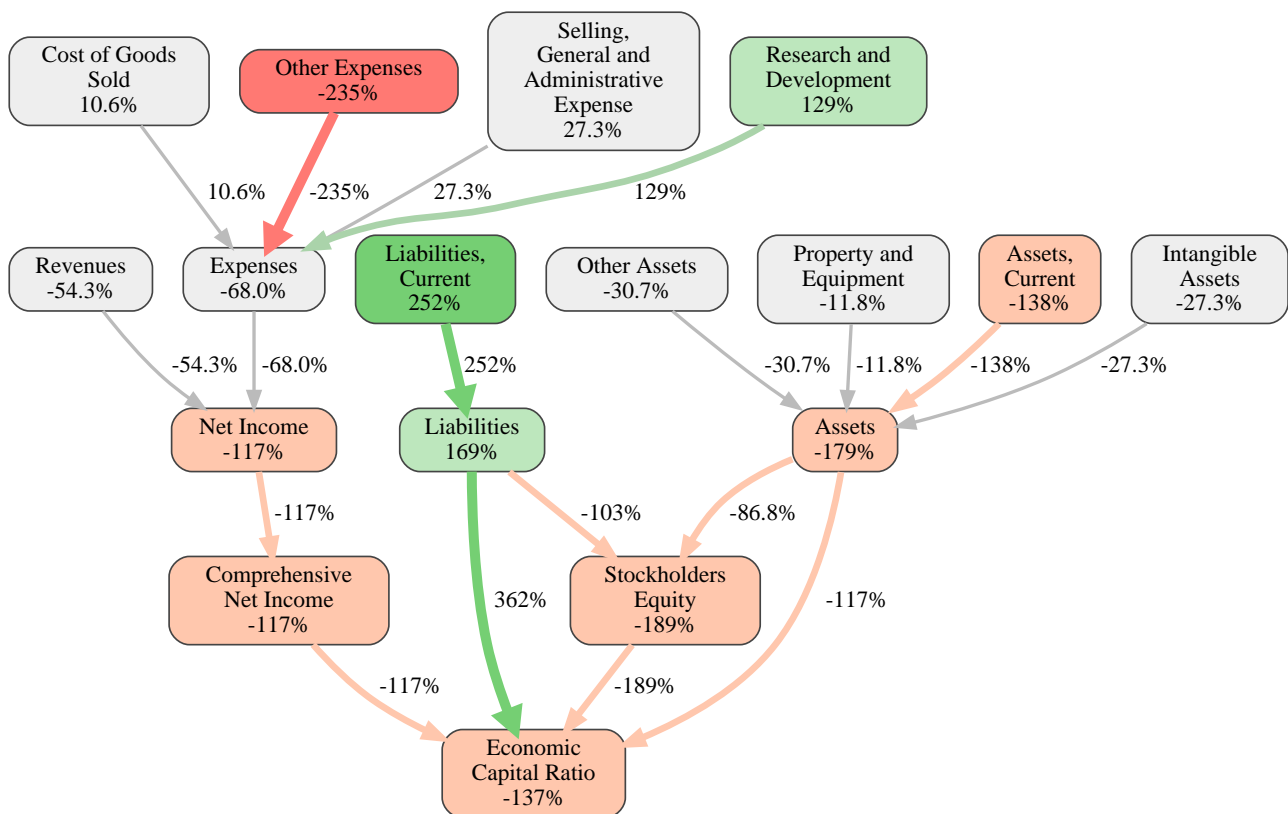 Cost of Goods
Sold
10.6%
Other Expenses
-235%
Selling,
General and
Administrative
Expense
27.3%
Research and
Development
129%
10.6%
-235%
27.3%
129%
Revenues
-54.3%
Expenses
-68.0%
Liabilities,
Current
252%
Other Assets
-30.7%
Property and
Equipment
-11.8%
Assets,
Current
-138%
Intangible
Assets
-27.3%
-54.3%
-68.0%
252%
-30.7%
-11.8%
-138%
-27.3%
Net Income
-117%
Liabilities
169%
Assets
-179%
-117%
-103%
-86.8%
Comprehensive
Net Income
-117%
362%
Stockholders
Equity
-189%
-117%
-117%
-189%
Economic
Capital Ratio
-137%